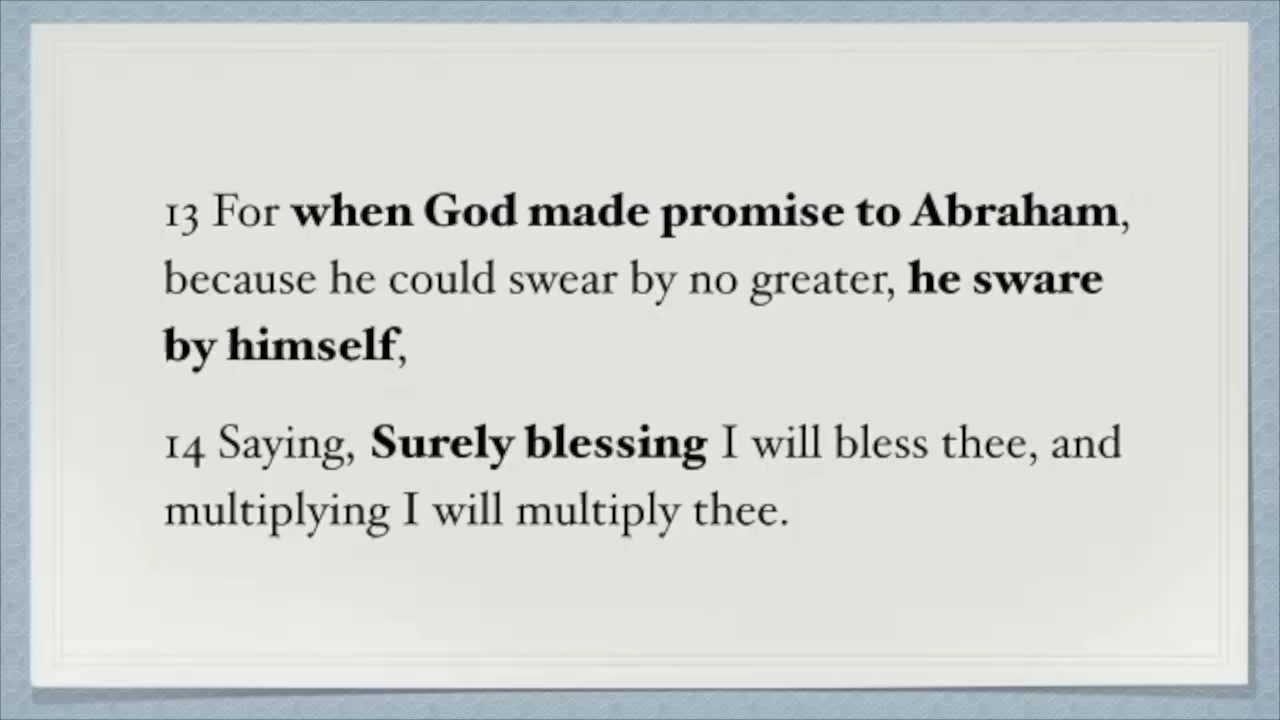 13 For when God made promise to Abraham,
because he could swear by no greater, he sware
by himself,
14 Saying, Surely blessing I will bless thee, and
multiplying I will multiply thee.